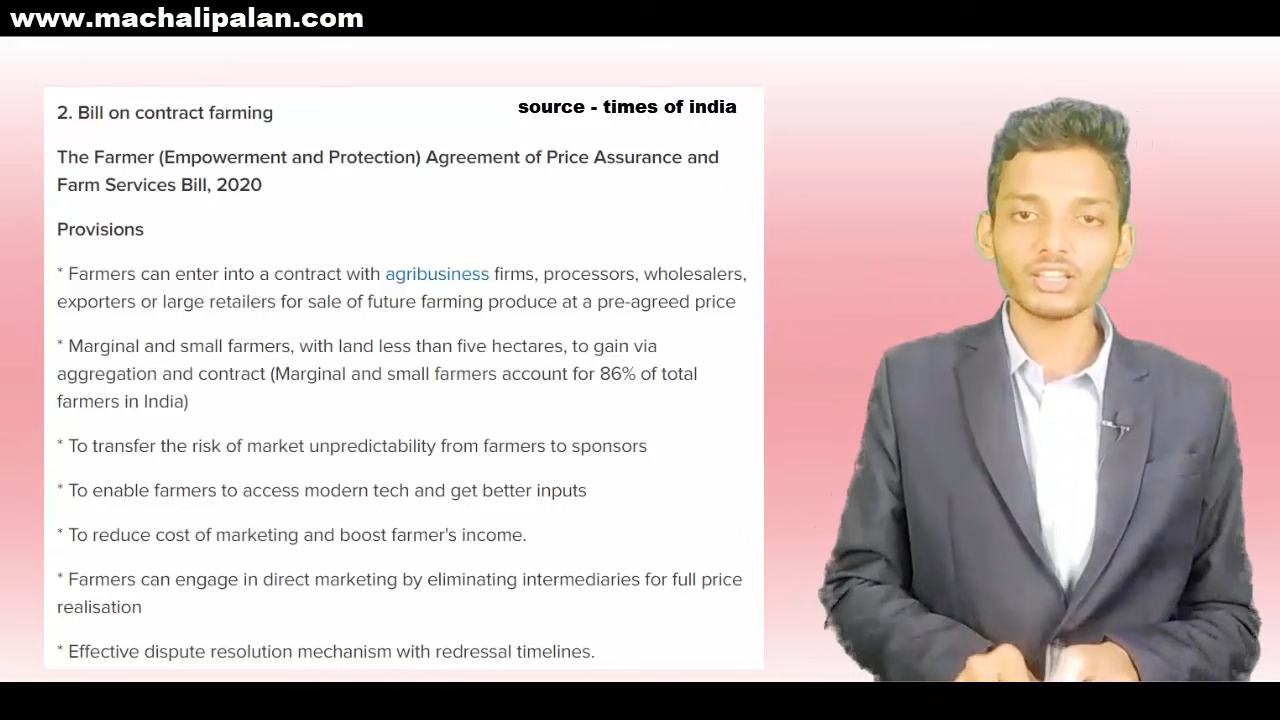 www.machalipalan.com
2. Bill on contract farming
source - times of india
The Farmer (Empowerment and Protection) Agreement of Price Assurance and
Farm Services Bill, 2020
Provisions
* Farmers can enter into a contract with agribusiness firms, processors, wholesalers,
exporters or large retailers for sale of future farming produce at a pre-agreed price
* Marginal and small farmers, with land less than five hectares, to gain via
aggregation and contract (Marginal and small farmers account for 86% of total
farmers in India)
* To transfer the risk of market unpredictability from farmers to sponsors
* To enable farmers to access modern tech and get better inputs
* To reduce cost of marketing and boost farmer's income.
* Farmers can engage in direct marketing by eliminating intermediaries for full price
realisation
* Effective dispute resolution mechanism with redressal timelines.